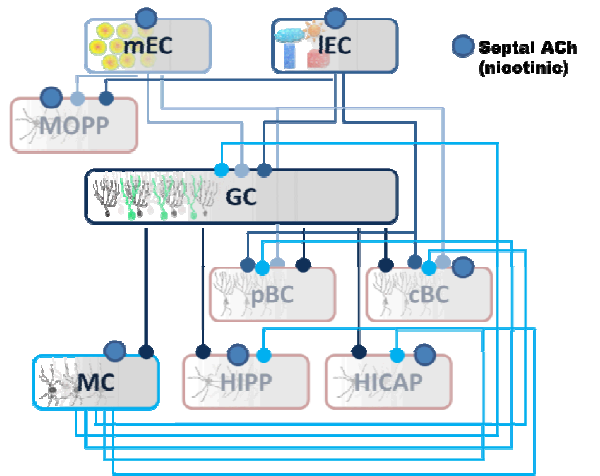 mEC
lEC
Septal ACh
(nicotinic)
MOPP
GC
pBC
cBC
MC
HIPP
HICAP